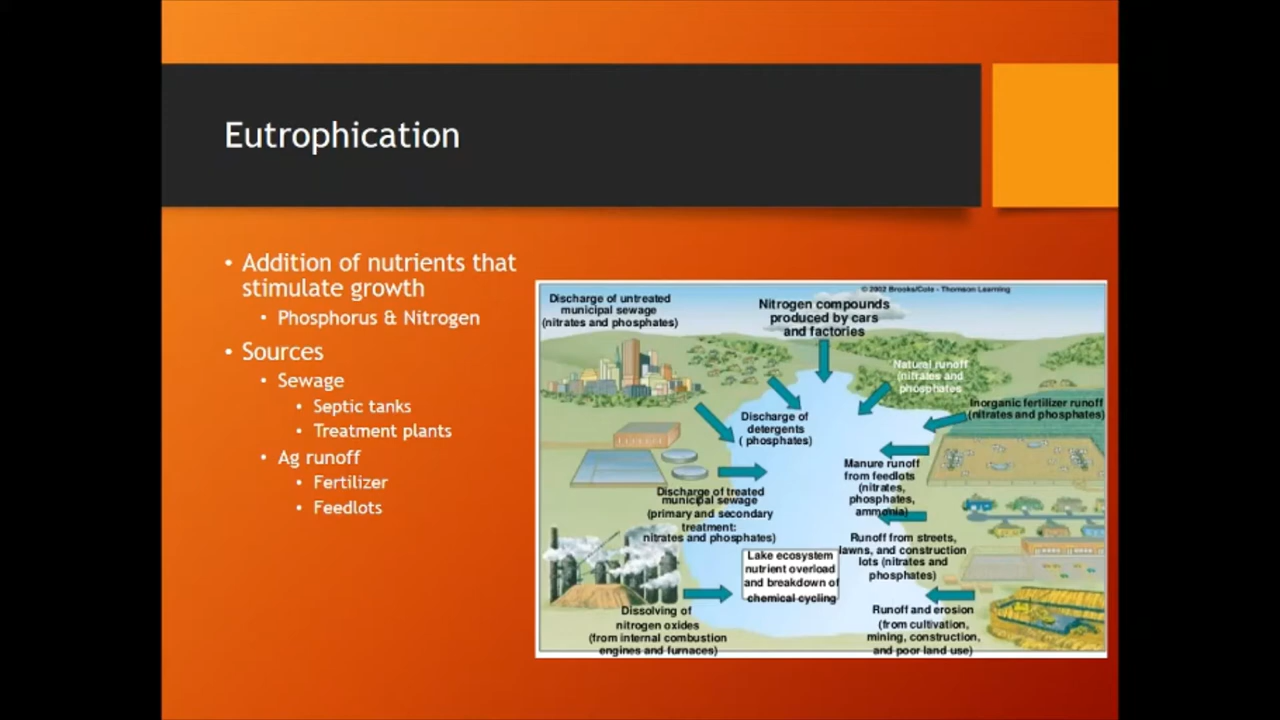 Eutrophication
• Addition of nutrients that
stimulate growth
• Phosphorus & Nitrogen
• Sources
• Sewage
• Septic tanks
• Treatment plants
• Ag runoff
• Fertilizer
• Feedlots
© 2002 Brooks/Cole - Thomson Learning
Discharge of untreated
municipal sewage
(nitrates and phosphates)
Nitrogen compounds
produced by cars
and factories
Natural runoff
(nitrates and
phosphates
Inorganic fertilizer runoff
(nitrates and phosphates)
Discharge of
detergents
( phosphates)
Manure runoff
from feedlots
(nitrates,
phosphates,
ammonia)
Discharge of treated
municipal sewage
(primary and secondary
treatment:
nitrates and phosphates)
Runoff from streets,
lawns, and construction
lots (nitrates and
phosphates)
Lake ecosystem
nutrient overload
and breakdown of
chemical cycling
Dissolving of
nitrogen oxides
(from internal combustion
engines and furnaces)
Runoff and erosion
(from cultivation,
mining, construction,
and poor land use)